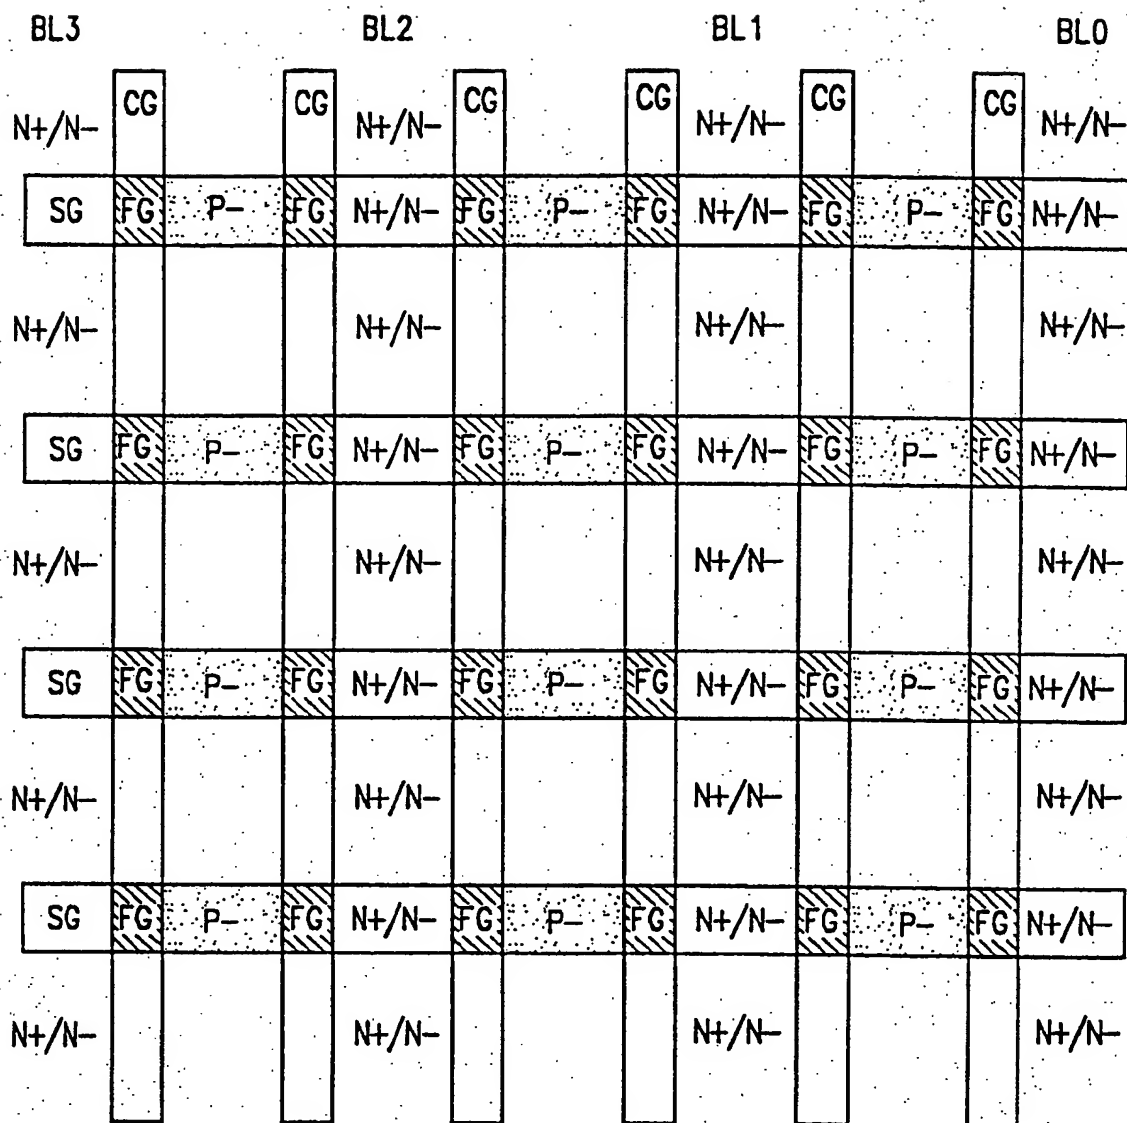 BL3 BL2 BL1 BL0
CG CG CG CG CG CG
N+/N- N+/N- N+/N- N+/N-
SG FG P- FG N+/N- FG P- FG N+/N- FG P- FG N+/N-
N+/N- N+/N- N+/N- N+/N-
SG FG P- FG N+/N- FG P- FG N+/N- FG P- FG N+/N-
N+/N- N+/N- N+/N- N+/N-
SG FG P- FG N+/N- FG P- FG N+/N- FG P- FG N+/N-
N+/N- N+/N- N+/N- N+/N-
SG FG P- FG N+/N- FG P- FG N+/N- FG P- FG N+/N-
N+/N- N+/N- N+/N- N+/N-